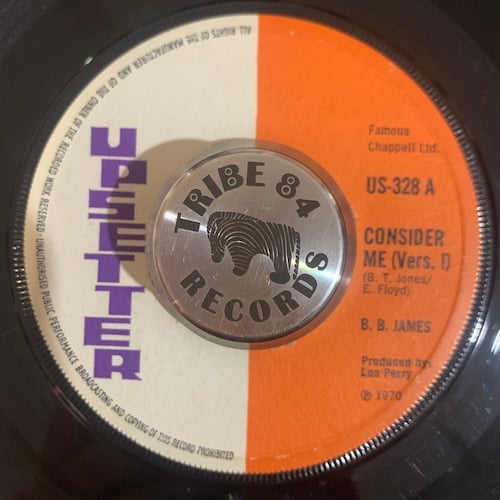 ALL RIGHTS OF THE MANUFACTURER AND OF THE OWNER OF THE RECORDED WORK RESERVED · UNAUTHORISED PUBLIC PERFORMANCE BROADCASTING AND COPYING OF THIS RECORD PROHIBITED
UPSETTER
TRIBE 84
RECORDS
Famous
Chappell Ltd.
US-328 A
CONSIDER
ME (Vers. I)
(B. T. Jones/
E. Floyd)
B. B. JAMES
Produced by:
Lee Perry
℗ 1970